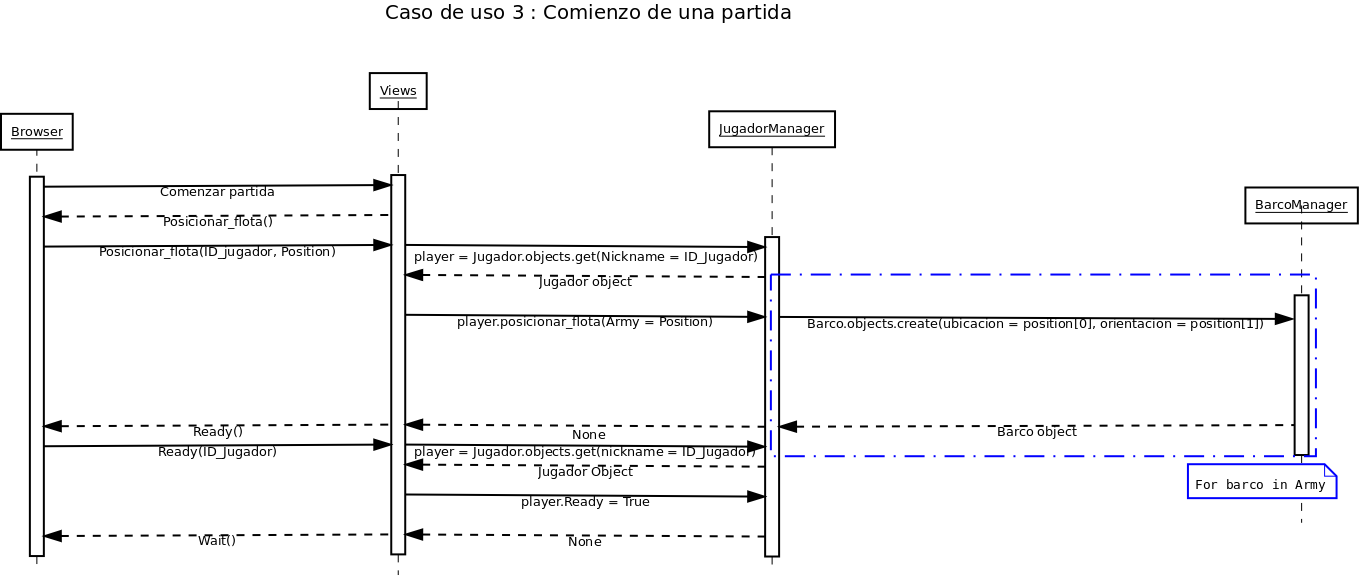 Caso de uso 3 : Comienzo de una partida
Views
JugadorManager
Browser
BarcoManager
Comenzar partida
Posicionar_flota()
Posicionar_flota(ID_jugador, Position)
player = Jugador.objects.get(Nickname = ID_Jugador)
Jugador object
player.posicionar_flota(Army = Position)
Barco.objects.create(ubicacion = position[0], orientacion = position[1])
Ready()
None
Barco object
Ready(ID_Jugador)
player = Jugador.objects.get(nickname = ID_Jugador)
Jugador Object
For barco in Army
player.Ready = True
Wait()
None